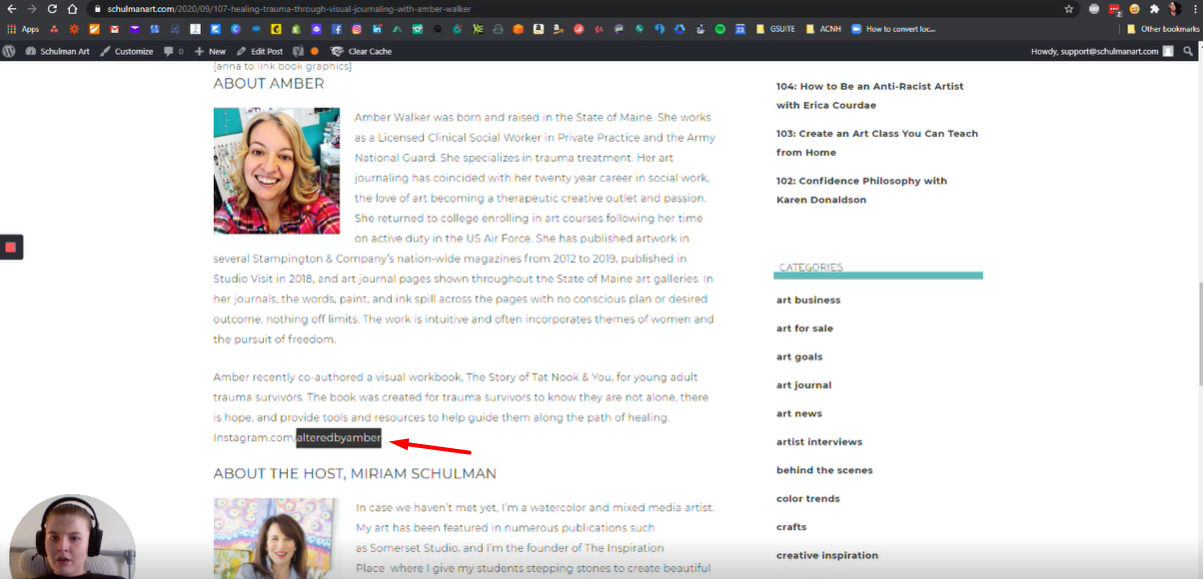 schulmanart.com/2020/09/107-healing-trauma-through-visual-journaling-with-amber-walker
Apps
GSUITE
ACNH
How to convert loc...
Other bookmarks
Schulman Art
Customize
0
New
Edit Post
Clear Cache
Howdy, support@schulmanart.com
[anna to link book graphics]
ABOUT AMBER
Amber Walker was born and raised in the State of Maine. She works
as a Licensed Clinical Social Worker in Private Practice and the Army
National Guard. She specializes in trauma treatment. Her art
journaling has coincided with her twenty year career in social work,
the love of art becoming a therapeutic creative outlet and passion.
She returned to college enrolling in art courses following her time
on active duty in the US Air Force. She has published artwork in
several Stampington & Company's nation-wide magazines from 2012 to 2019, published in
Studio Visit in 2018, and art journal pages shown throughout the State of Maine art galleries. In
her journals, the words, paint, and ink spill across the pages with no conscious plan or desired
outcome, nothing off limits. The work is intuitive and often incorporates themes of women and
the pursuit of freedom.
Amber recently co-authored a visual workbook, The Story of Tat Nook & You, for young adult
trauma survivors. The book was created for trauma survivors to know they are not alone, there
is hope, and provide tools and resources to help guide them along the path of healing.
Instagram.com/alteredbyamber
ABOUT THE HOST, MIRIAM SCHULMAN
In case we haven't met yet, I'm a watercolor and mixed media artist.
My art has been featured in numerous publications such
as Somerset Studio, and I'm the founder of The Inspiration
Place where I give my students stepping stones to create beautiful
104: How to Be an Anti-Racist Artist
with Erica Courdae
103: Create an Art Class You Can Teach
from Home
102: Confidence Philosophy with
Karen Donaldson
CATEGORIES
art business
art for sale
art goals
art journal
art news
artist interviews
behind the scenes
color trends
crafts
creative inspiration